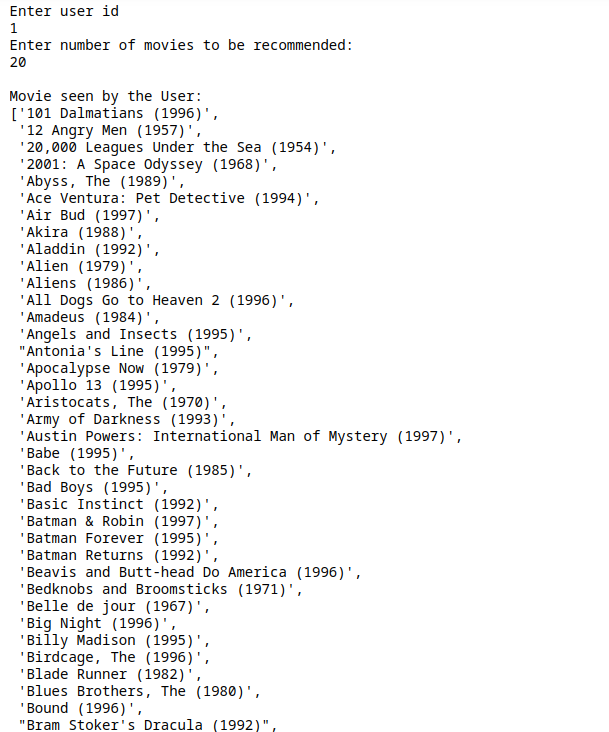 Enter user id
1
Enter number of movies to be recommended:
20
Movie seen by the User:
['101 Dalmatians (1996)',
'12 Angry Men (1957)',
'20,000 Leagues Under the Sea (1954)',
'2001: A Space Odyssey (1968)',
'Abyss, The (1989)',
'Ace Ventura: Pet Detective (1994)',
'Air Bud (1997)',
'Akira (1988)',
'Aladdin (1992)',
'Alien (1979)',
'Aliens (1986)',
'All Dogs Go to Heaven 2 (1996)',
'Amadeus (1984)',
'Angels and Insects (1995)',
"Antonia's Line (1995)",
'Apocalypse Now (1979)',
'Apollo 13 (1995)',
'Aristocats, The (1970)',
'Army of Darkness (1993)',
'Austin Powers: International Man of Mystery (1997)',
'Babe (1995)',
'Back to the Future (1985)',
'Bad Boys (1995)',
'Basic Instinct (1992)',
'Batman & Robin (1997)',
'Batman Forever (1995)',
'Batman Returns (1992)',
'Beavis and Butt-head Do America (1996)',
'Bedknobs and Broomsticks (1971)',
'Belle de jour (1967)',
'Big Night (1996)',
'Billy Madison (1995)',
'Birdcage, The (1996)',
'Blade Runner (1982)',
'Blues Brothers, The (1980)',
'Bound (1996)',
"Bram Stoker's Dracula (1992)",